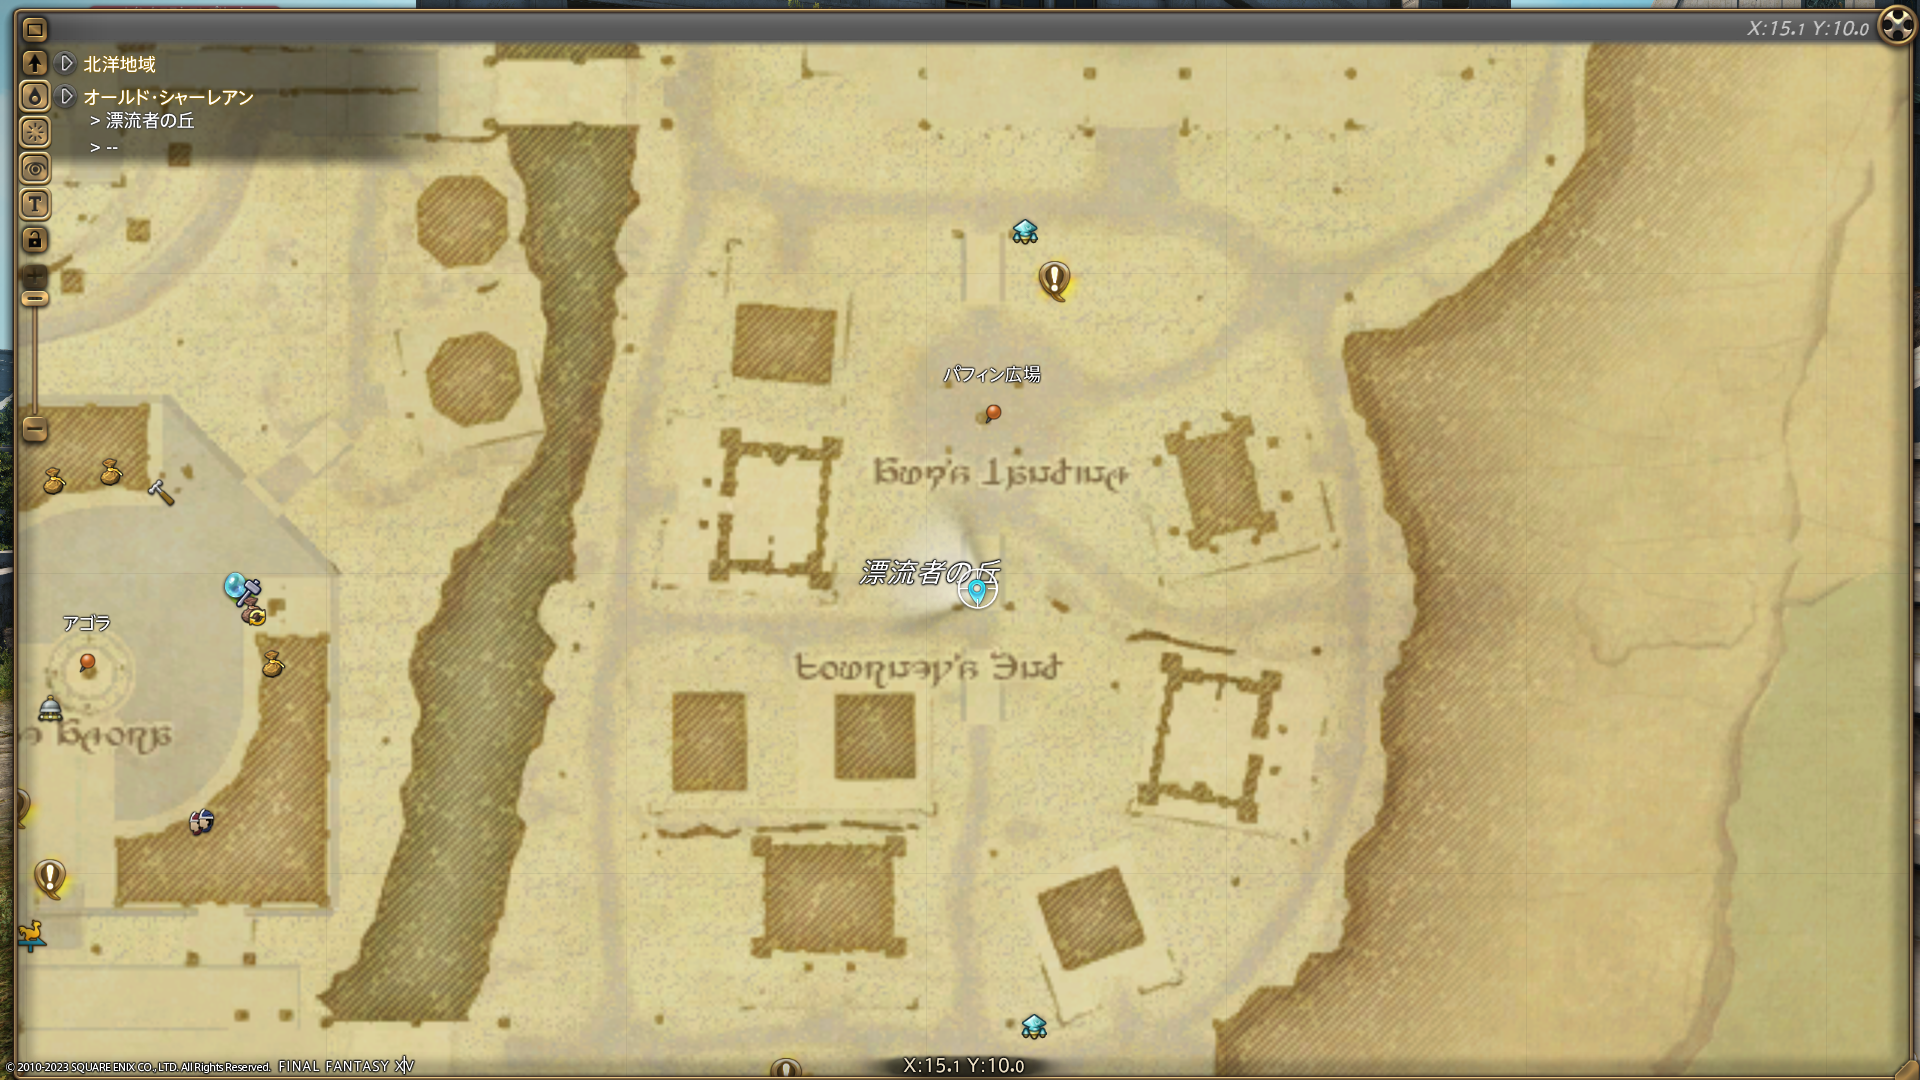 X:15.1 Y:10.0
北洋地域
オールド・シャーレアン
> 漂流者の丘
> --
パフィン広場
漂流者の丘
アゴラ
X:15.1 Y:10.0
© 2010-2023 SQUARE ENIX CO., LTD. All Rights Reserved. FINAL FANTASY XIV